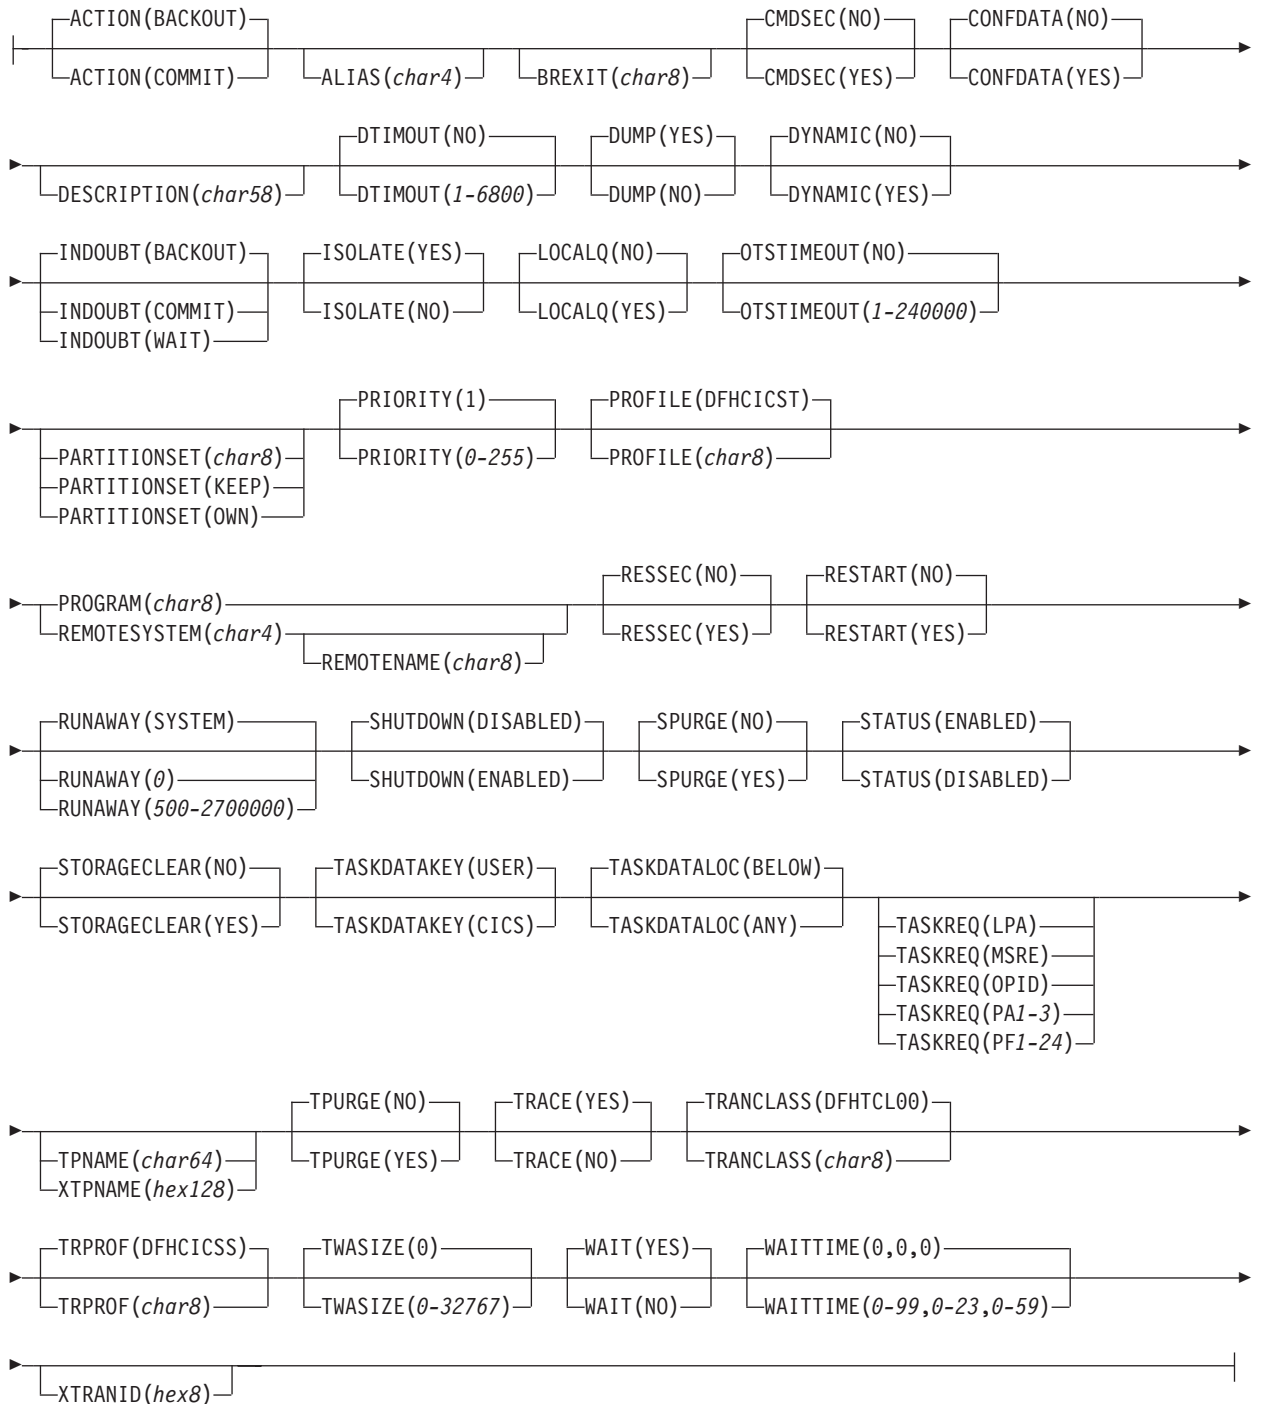 ACTION(BACKOUT) CMDSEC(NO) CONFDATA(NO)
ACTION(COMMIT) ALIAS(char4) BREXIT(char8) CMDSEC(YES) CONFDATA(YES)
DTIMOUT(NO) DUMP(YES) DYNAMIC(NO)
DESCRIPTION(char58) DTIMOUT(1-6800) DUMP(NO) DYNAMIC(YES)
INDOUBT(BACKOUT) ISOLATE(YES) LOCALQ(NO) OTSTIMEOUT(NO)
INDOUBT(COMMIT) ISOLATE(NO) LOCALQ(YES) OTSTIMEOUT(1-240000)
INDOUBT(WAIT)
PRIORITY(1) PROFILE(DFHCICST)
PARTITIONSET(char8) PRIORITY(0-255) PROFILE(char8)
PARTITIONSET(KEEP)
PARTITIONSET(OWN)
RESSEC(NO) RESTART(NO)
PROGRAM(char8)
REMOTESYSTEM(char4) RESSEC(YES) RESTART(YES)
REMOTENAME(char8)
RUNAWAY(SYSTEM) SHUTDOWN(DISABLED) SPURGE(NO) STATUS(ENABLED)
RUNAWAY(0) SHUTDOWN(ENABLED) SPURGE(YES) STATUS(DISABLED)
RUNAWAY(500-2700000)
STORAGECLEAR(NO) TASKDATAKEY(USER) TASKDATALOC(BELOW)
STORAGECLEAR(YES) TASKDATAKEY(CICS) TASKDATALOC(ANY) TASKREQ(LPA)
TASKREQ(MSRE)
TASKREQ(OPID)
TASKREQ(PA1-3)
TASKREQ(PF1-24)
TPURGE(NO) TRACE(YES) TRANCLASS(DFHTCL00)
TPNAME(char64) TPURGE(YES) TRACE(NO) TRANCLASS(char8)
XTPNAME(hex128)
TRPROF(DFHCICSS) TWASIZE(0) WAIT(YES) WAITTIME(0,0,0)
TRPROF(char8) TWASIZE(0-32767) WAIT(NO) WAITTIME(0-99,0-23,0-59)
XTRANID(hex8)